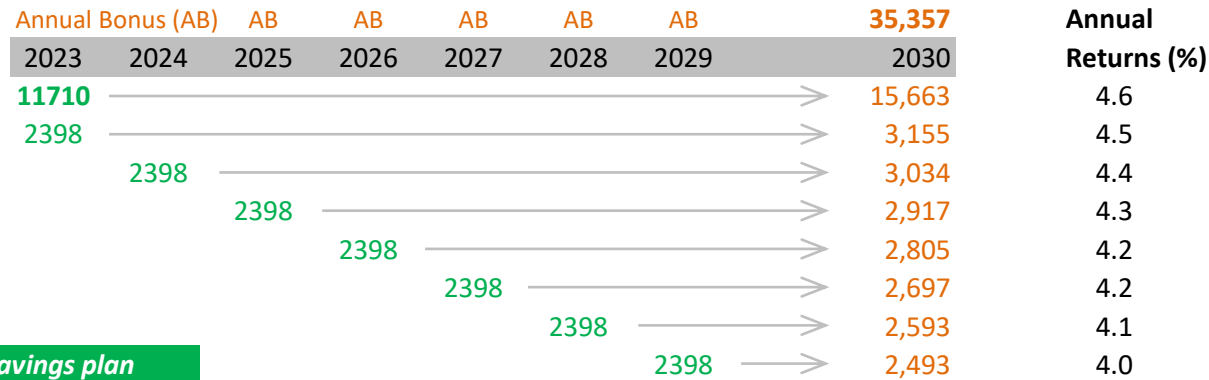 Annual Bonus (AB) AB AB AB AB AB 35,357 Annual
2023 2024 2025 2026 2027 2028 2029 2030 Returns (%)
11710 15,663 4.6
2398 3,155 4.5
2398 3,034 4.4
2398 2,917 4.3
2398 2,805 4.2
2398 2,697 4.2
2398 2,593 4.1
avings plan 2398 2,493 4.0